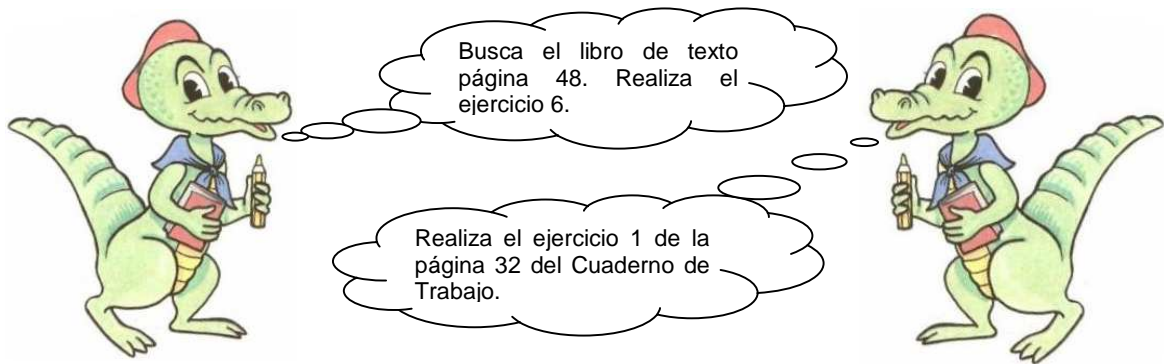 Busca el libro de texto
página 48. Realiza el
ejercicio 6.
Realiza el ejercicio 1 de la
página 32 del Cuaderno de
Trabajo.